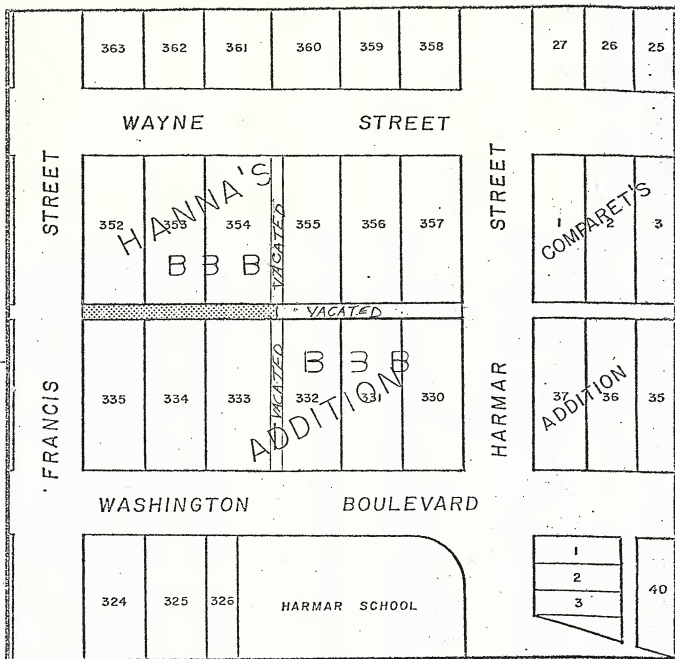 363 362 361 360 359 358 27 26 25
WAYNE STREET
STREET
STREET
HANNA'S
COMPARET'S
352 353 354 355 356 357 1 2 3
B B B
VACATED
VACATED
VACATED
B B B
ADDITION
ADDITION
335 334 333 332 331 330 37 36 35
FRANCIS
HARMAR
WASHINGTON BOULEVARD
324 325 326 HARMAR SCHOOL
1
2
3
40